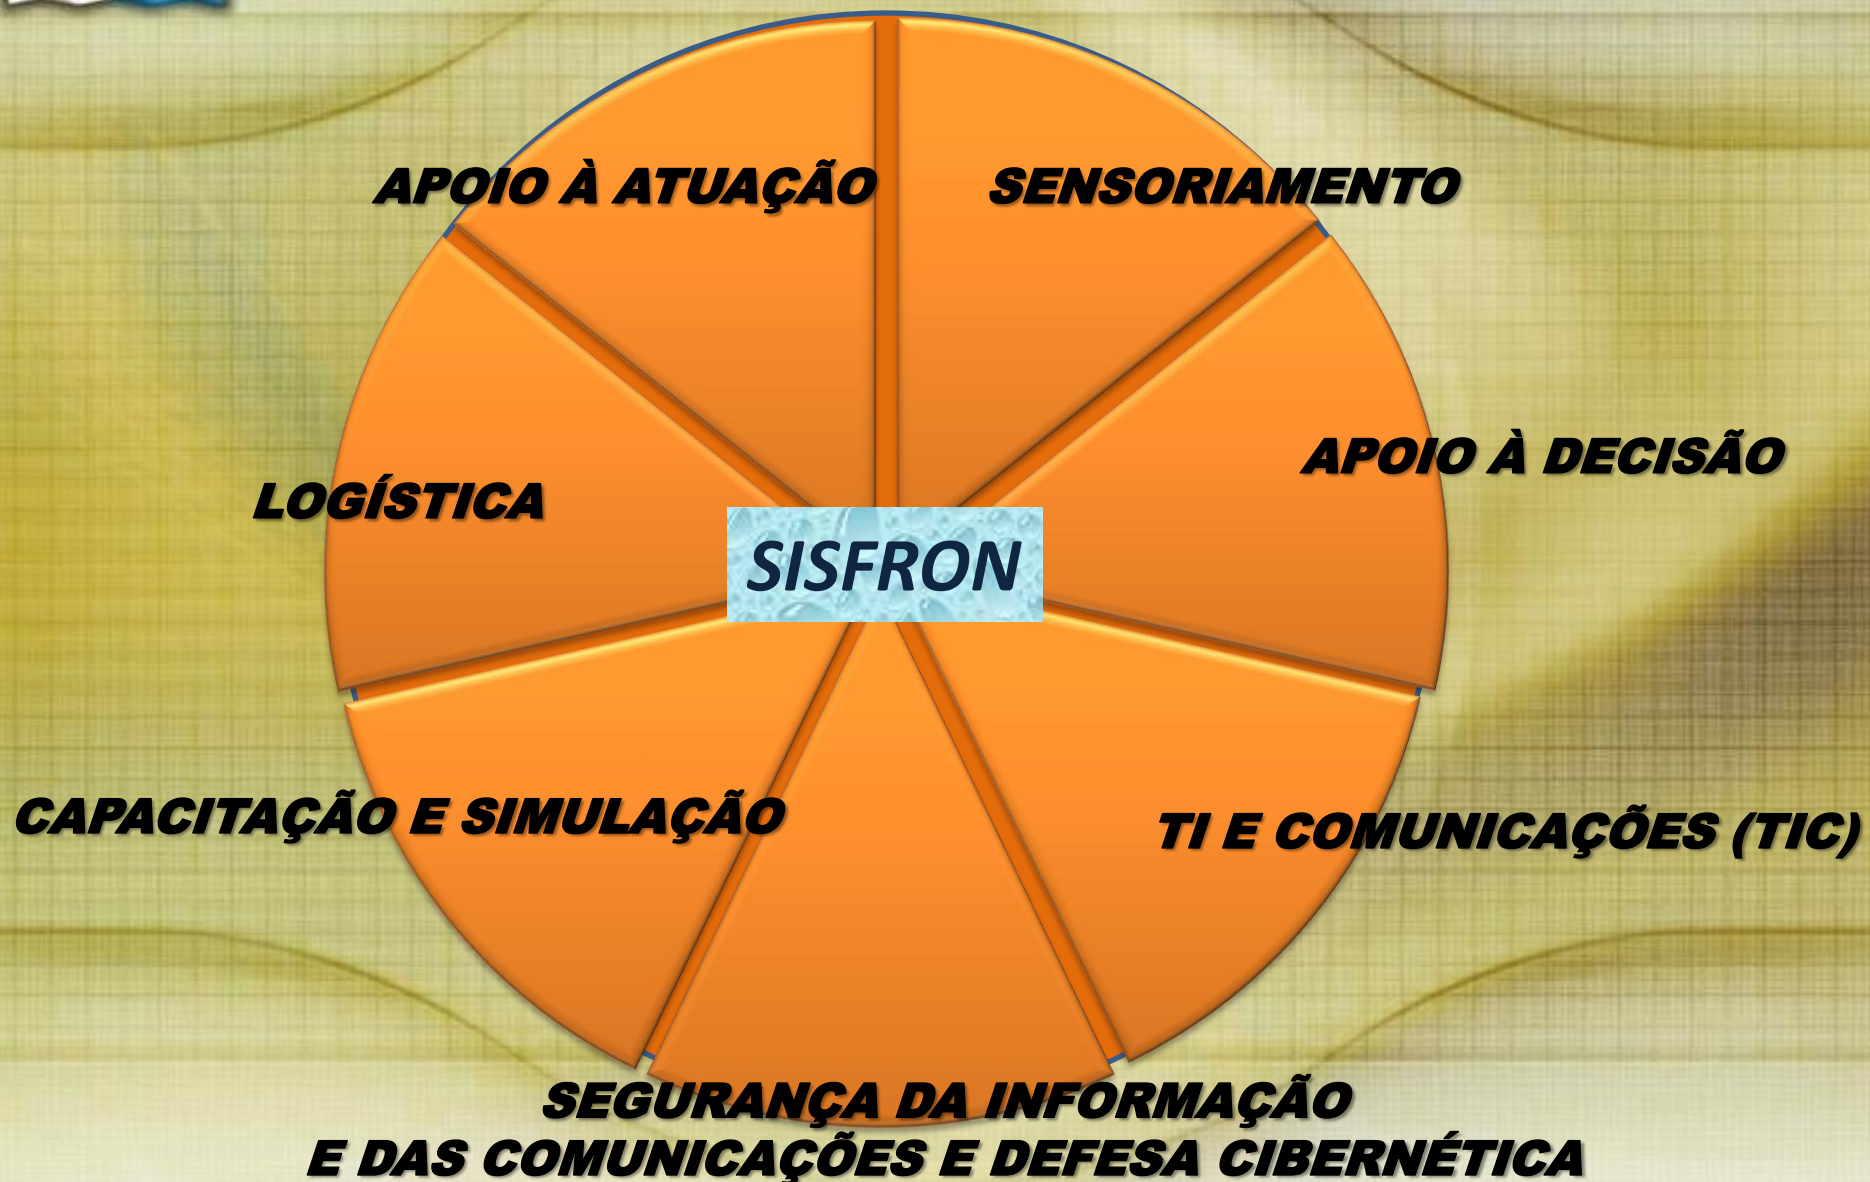 APOIO À ATUAÇÃO
SENSORIAMENTO
APOIO À DECISÃO
LOGÍSTICA
SISFRON
CAPACITAÇÃO E SIMULAÇÃO
TI E COMUNICAÇÕES (TIC)
SEGURANÇA DA INFORMAÇÃO
E DAS COMUNICAÇÕES E DEFESA CIBERNÉTICA